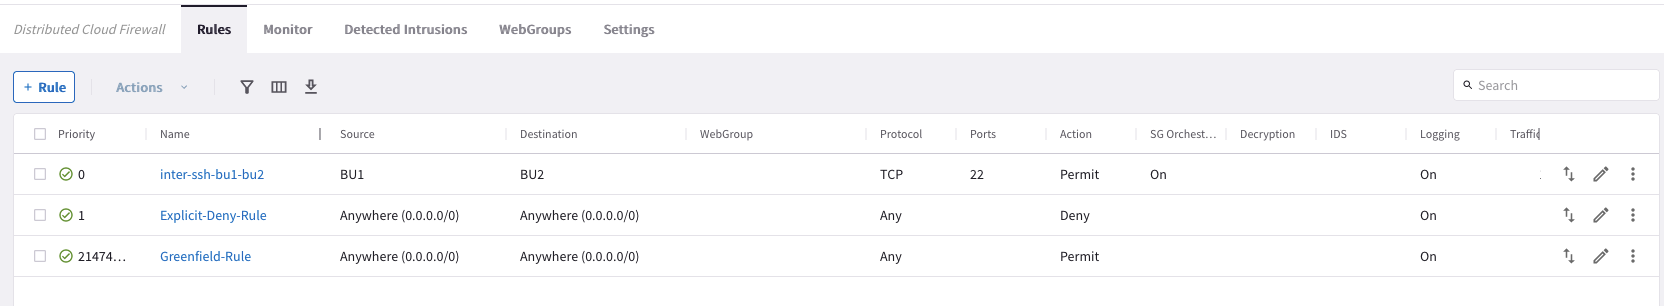 Distributed Cloud Firewall Rules Monitor Detected Intrusions WebGroups Settings
+ Rule Actions Search
Priority Name Source Destination WebGroup Protocol Ports Action SG Orchest... Decryption IDS Logging Traffic
0 inter-ssh-bu1-bu2 BU1 BU2 TCP 22 Permit On On
1 Explicit-Deny-Rule Anywhere (0.0.0.0/0) Anywhere (0.0.0.0/0) Any Deny On
21474... Greenfield-Rule Anywhere (0.0.0.0/0) Anywhere (0.0.0.0/0) Any Permit On